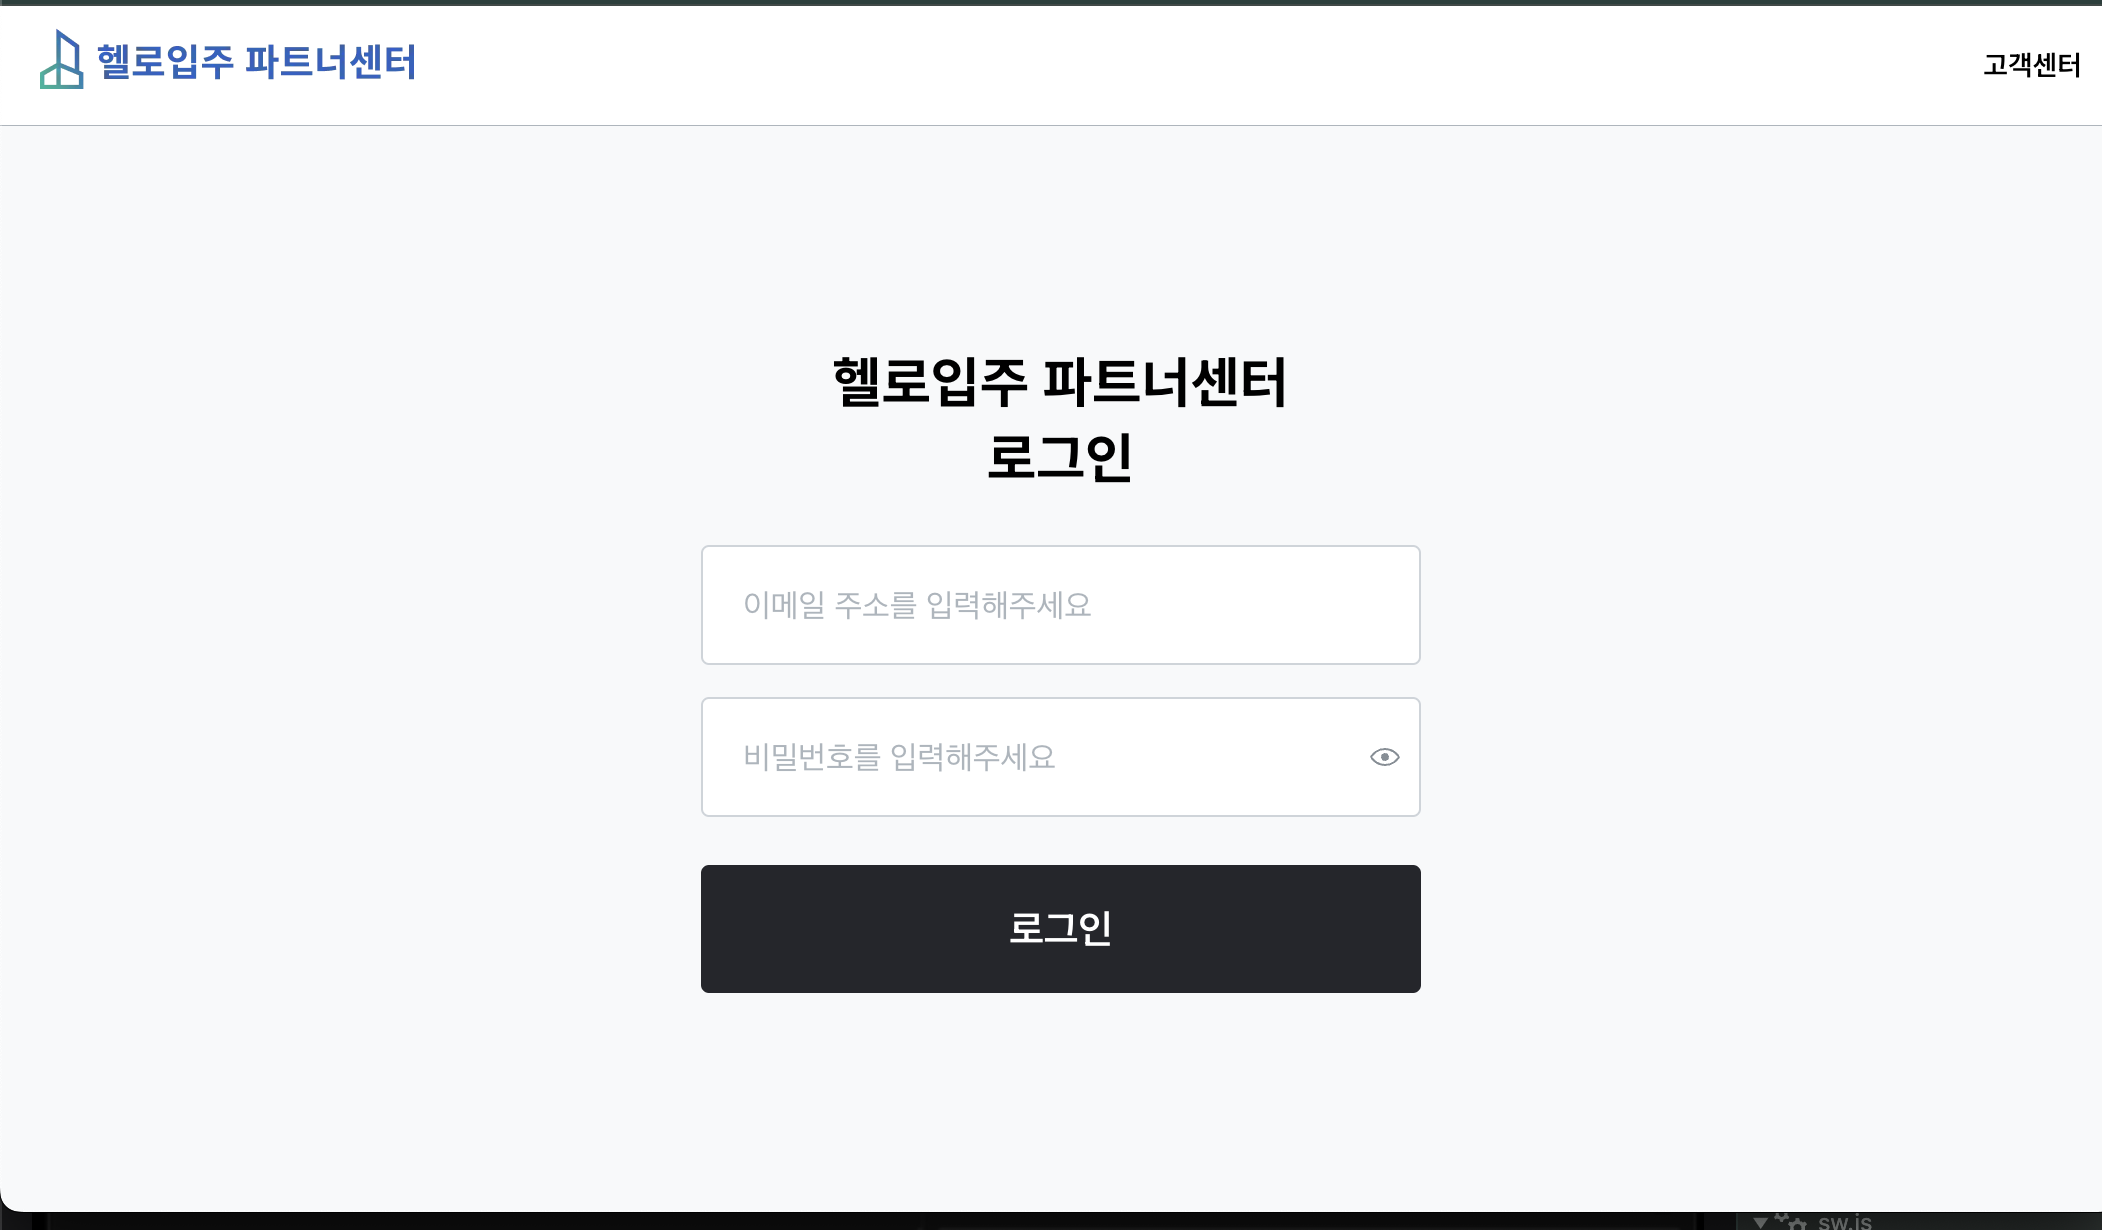 헬로입주 파트너센터
고객센터
헬로입주 파트너센터
로그인
이메일 주소를 입력해주세요
비밀번호를 입력해주세요
로그인
sw.js